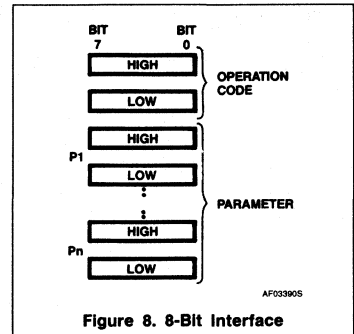 BIT BIT
7 0
HIGH
OPERATION
CODE
LOW
HIGH
P1
LOW
PARAMETER
HIGH
Pn
LOW
AF03390S
Figure 8. 8-Bit Interface